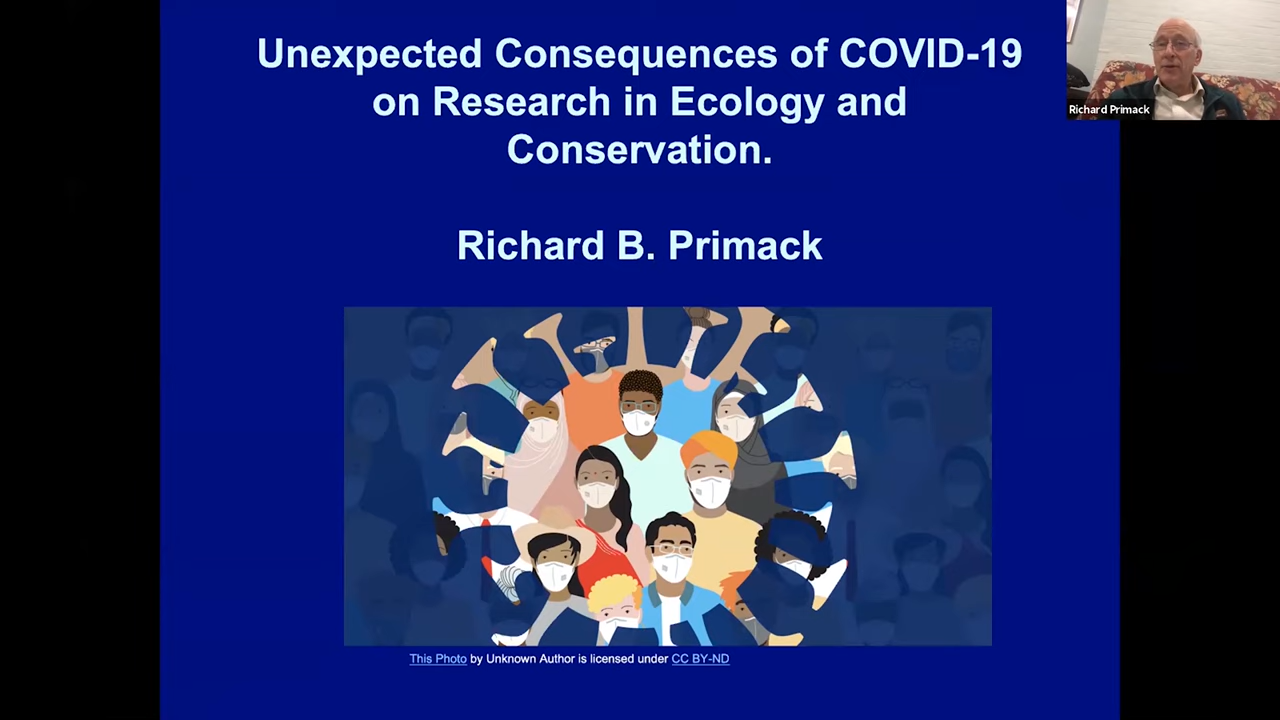 Unexpected Consequences of COVID-19
on Research in Ecology and
Conservation.
Richard B. Primack
Richard Primack
This Photo by Unknown Author is licensed under CC BY-ND